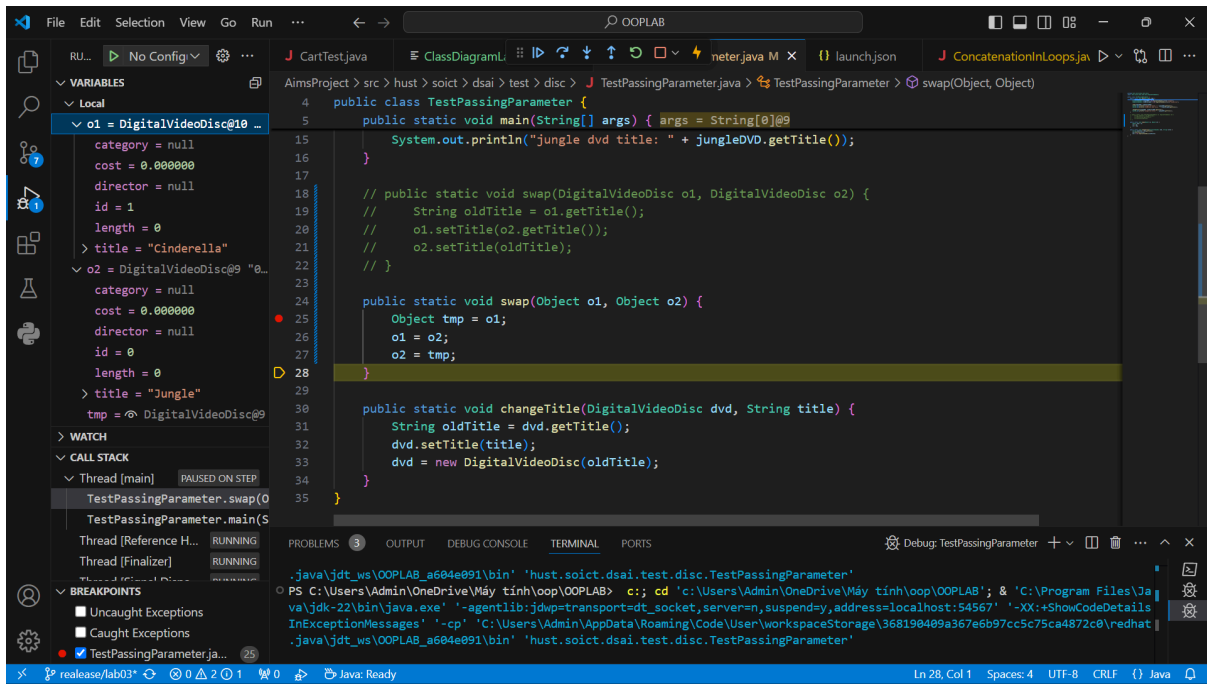 File Edit Selection View Go Run ··· ← → OOPLAB
RU... No Config ··· CartTest.java ClassDiagramL meter.java M × {} launch.json ConcatenationInLoops.jav ···
VARIABLES
AimsProject > src > hust > soict > dsai > test > disc > J TestPassingParameter.java > TestPassingParameter > swap(Object, Object)
Local
o1 = DigitalVideoDisc@10 …
category = null
cost = 0.000000
director = null
id = 1
length = 0
> title = "Cinderella"
o2 = DigitalVideoDisc@9 "0…
category = null
cost = 0.000000
director = null
id = 0
length = 0
> title = "Jungle"
tmp = DigitalVideoDisc@9
WATCH
CALL STACK
Thread [main] PAUSED ON STEP
TestPassingParameter.swap(O
TestPassingParameter.main(S
Thread [Reference H... RUNNING
Thread [Finalizer] RUNNING
BREAKPOINTS
Uncaught Exceptions
Caught Exceptions
TestPassingParameter.ja... 25
4 public class TestPassingParameter {
5 public static void main(String[] args) { args = String[0]@9
15 System.out.println("jungle dvd title: " + jungleDVD.getTitle());
16 }
17
18 // public static void swap(DigitalVideoDisc o1, DigitalVideoDisc o2) {
19 // String oldTitle = o1.getTitle();
20 // o1.setTitle(o2.getTitle());
21 // o2.setTitle(oldTitle);
22 // }
23
24 public static void swap(Object o1, Object o2) {
25 Object tmp = o1;
26 o1 = o2;
27 o2 = tmp;
28 }
29
30 public static void changeTitle(DigitalVideoDisc dvd, String title) {
31 String oldTitle = dvd.getTitle();
32 dvd.setTitle(title);
33 dvd = new DigitalVideoDisc(oldTitle);
34 }
35 }
PROBLEMS 3 OUTPUT DEBUG CONSOLE TERMINAL PORTS Debug: TestPassingParameter
.java\jdt_ws\OOPLAB_a604e091\bin' 'hust.soict.dsai.test.disc.TestPassingParameter'
PS C:\Users\Admin\OneDrive\Máy tính\oop\OOPLAB> c:; cd 'c:\Users\Admin\OneDrive\Máy tính\oop\OOPLAB'; & 'C:\Program Files\Ja
va\jdk-22\bin\java.exe' '-agentlib:jdwp=transport=dt_socket,server=n,suspend=y,address=localhost:54567' '-XX:+ShowCodeDetails
InExceptionMessages' '-cp' 'C:\Users\Admin\AppData\Roaming\Code\User\workspaceStorage\368190409a367e6b97cc5c75ca4872c0\redhat
.java\jdt_ws\OOPLAB_a604e091\bin' 'hust.soict.dsai.test.disc.TestPassingParameter'
7
1
realease/lab03* 0 2 1 0 Java: Ready Ln 28, Col 1 Spaces: 4 UTF-8 CRLF {} Java